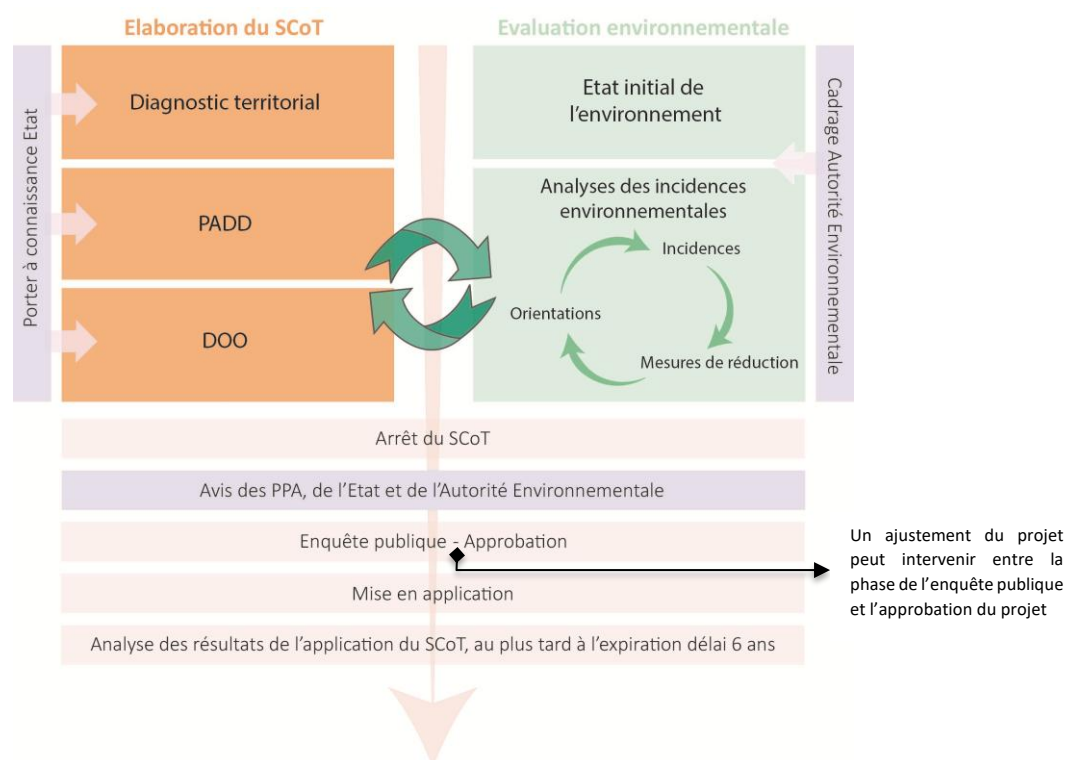 Elaboration du SCoT
Evaluation environnementale
Porter à connaissance Etat
Diagnostic territorial
PADD
DOO
Etat initial de
l'environnement
Analyses des incidences
environnementales
Incidences
Orientations
Mesures de réduction
Cadrage Autorité Environnementale
Arrêt du SCoT
Avis des PPA, de l'Etat et de l'Autorité Environnementale
Enquête publique - Approbation
Un ajustement du projet
peut intervenir entre la
phase de l'enquête publique
et l'approbation du projet
Mise en application
Analyse des résultats de l'application du SCoT, au plus tard à l'expiration délai 6 ans